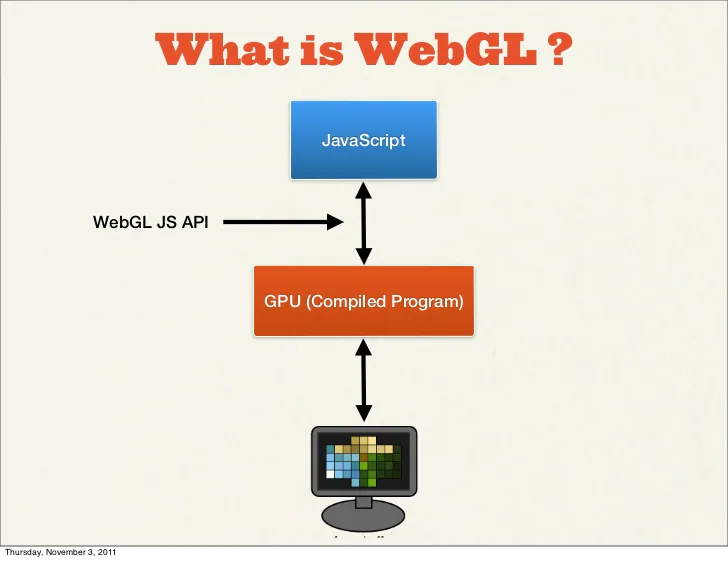 What is WebGL ?
JavaScript
WebGL JS API
GPU (Compiled Program)
Thursday, November 3, 2011